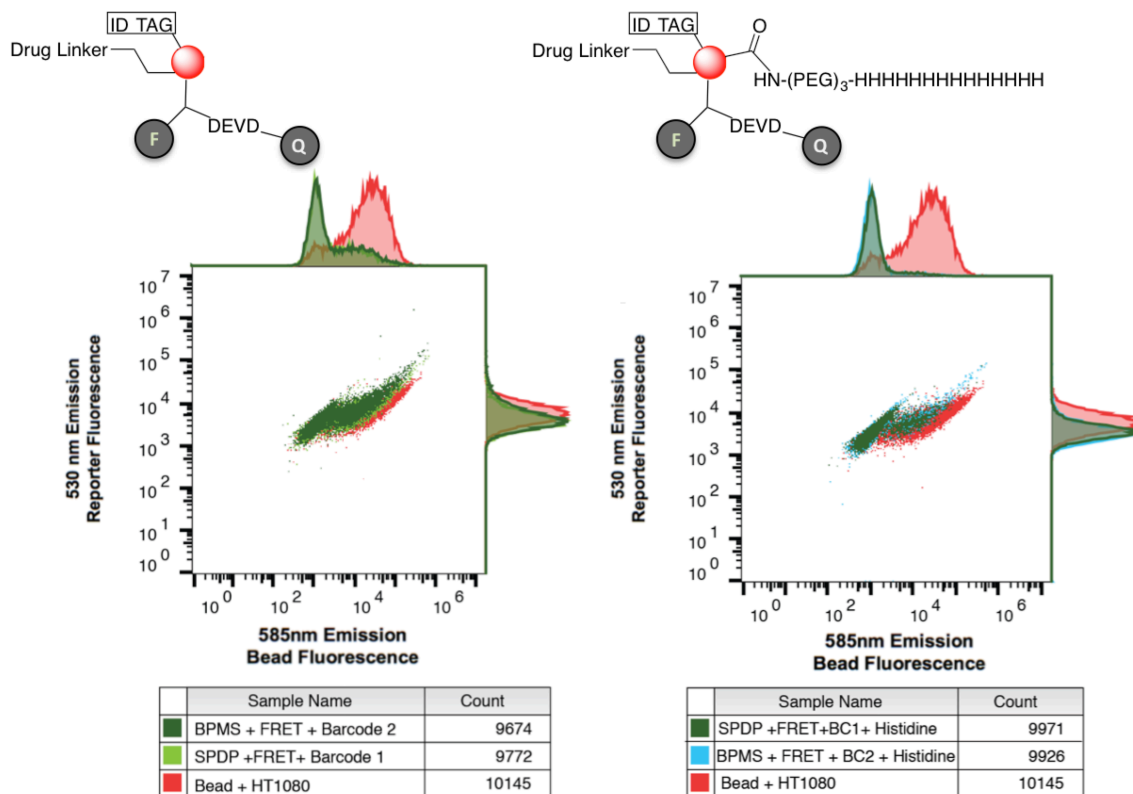 ID TAG
Drug Linker
F
DEVD
Q
10 7
10 6
10 5
10 4
10 3
10 2
10 1
10 0
530 nm Emission
Reporter Fluorescence
10 0
10 2
10 4
10 6
585nm Emission
Bead Fluorescence
Sample Name Count
BPMS + FRET + Barcode 2 9674
SPDP +FRET+ Barcode 1 9772
Bead + HT1080 10145
ID TAG
Drug Linker
O
HN-(PEG)3-HHHHHHHHHHHHHH
F
DEVD
Q
10 7
10 6
10 5
10 4
10 3
10 2
10 1
10 0
530 nm Emission
Reporter Fluorescence
10 0
10 2
10 4
10 6
585nm Emission
Bead Fluorescence
Sample Name Count
SPDP +FRET+BC1+ Histidine 9971
BPMS + FRET + BC2 + Histidine 9926
Bead + HT1080 10145